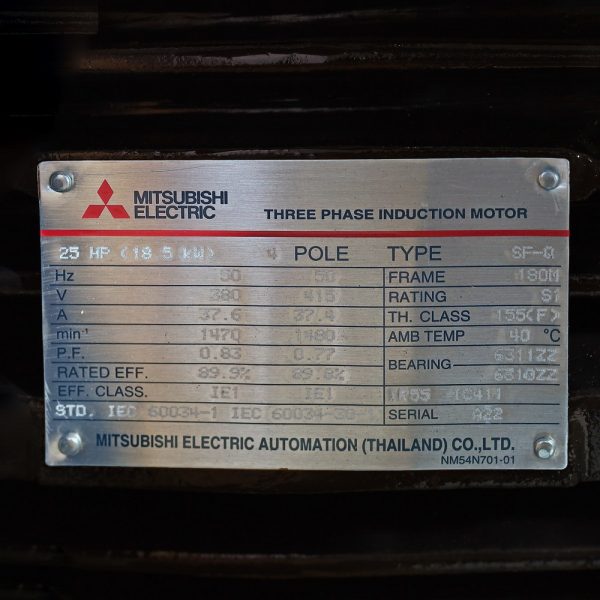 MITSUBISHI
ELECTRIC
THREE PHASE INDUCTION MOTOR
25 HP (18.5 kW) 4 POLE TYPE SF-Q
Hz 50 50 FRAME 180M
V 380 415 RATING S1
A 37.6 37.4 TH. CLASS 155(F)
min-1 1470 1480 AMB TEMP 40 °C
P.F. 0.83 0.77 BEARING 6311ZZ
RATED EFF. 89.9% 89.8% 6310ZZ
EFF. CLASS. IE1 IE1 IP55 IC411
STD. IEC 60034-1 IEC 60034-30-1 SERIAL A22
MITSUBISHI ELECTRIC AUTOMATION (THAILAND) CO.,LTD.
NM54N701-01